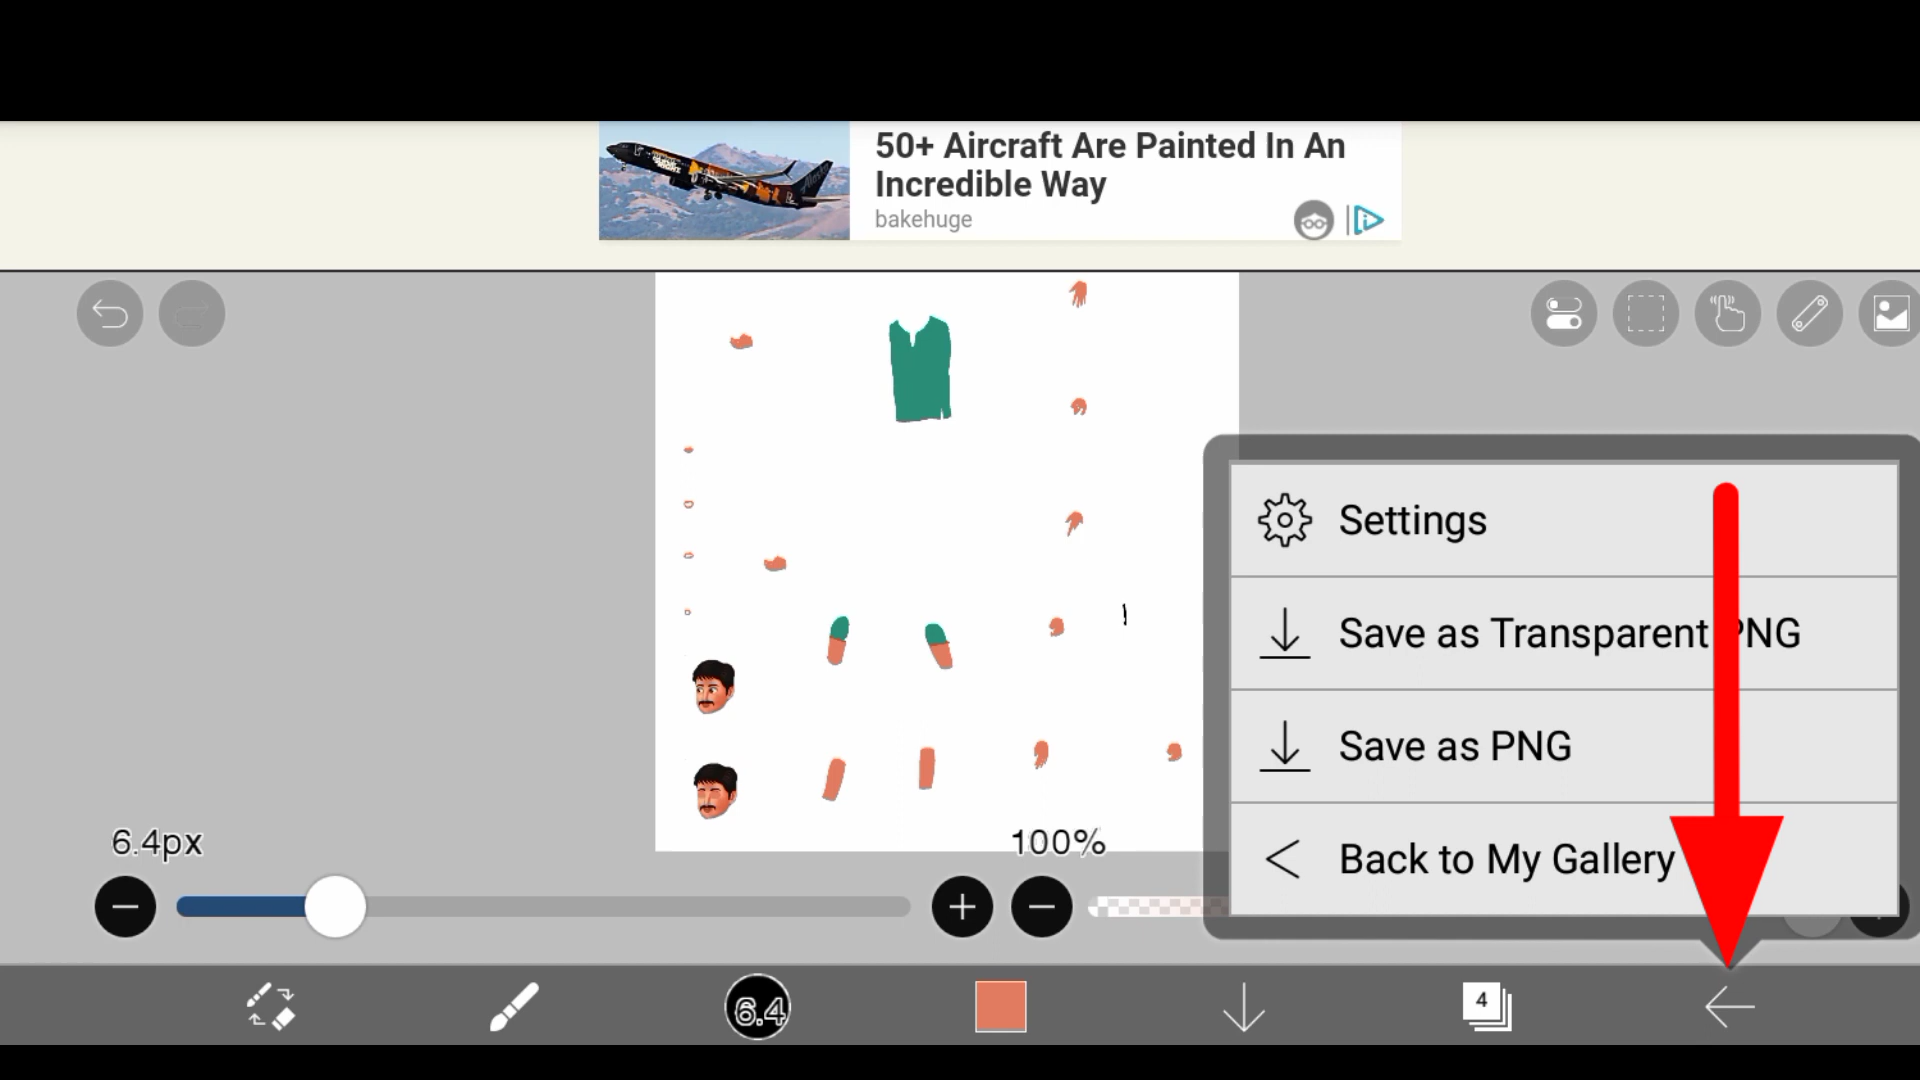 50+ Aircraft Are Painted In An
Incredible Way
bakehuge
Settings
Save as Transparent PNG
Save as PNG
Back to My Gallery
6.4px
100%
6.4
4